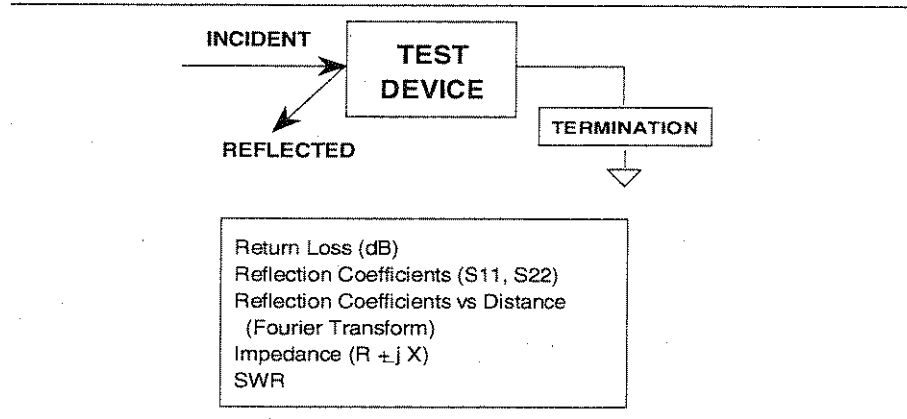 INCIDENT
TEST
DEVICE
REFLECTED
TERMINATION
Return Loss (dB)
Reflection Coefficients (S11, S22)
Reflection Coefficients vs Distance
(Fourier Transform)
Impedance (R ± j X)
SWR